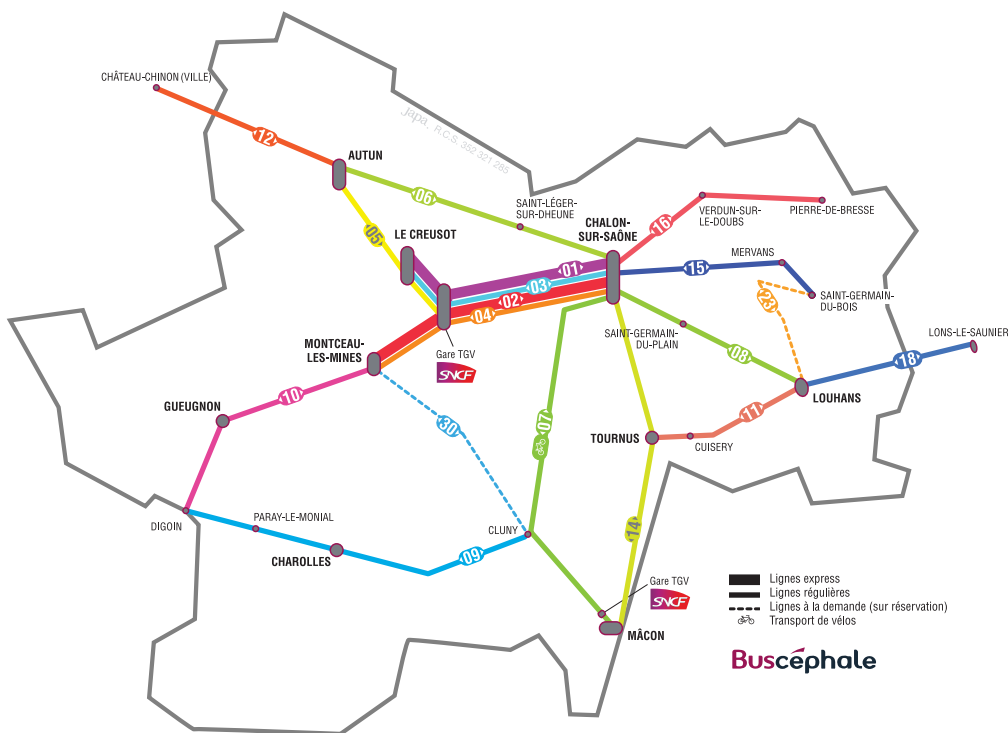 CHÂTEAU-CHINON (VILLE)
12
AUTUN
japa. R.C.S. 352 321 285
06
SAINT-LÉGER-
SUR-DHEUNE
05
LE CREUSOT
CHALON-
SUR-SAÔNE
16
VERDUN-SUR-
LE-DOUBS
PIERRE-DE-BRESSE
01
03
02
04
15
MERVANS
23
SAINT-GERMAIN-
DU-BOIS
MONTCEAU-
LES-MINES
Gare TGV
SNCF
SAINT-GERMAIN-
DU-PLAIN
08
LONS-LE-SAUNIER
18
LOUHANS
10
GUEUGNON
30
07
TOURNUS
11
CUISERY
DIGOIN
PARAY-LE-MONIAL
CHAROLLES
09
CLUNY
14
Gare TGV
SNCF
MÂCON
Lignes express
Lignes régulières
Lignes à la demande (sur réservation)
Transport de vélos
Buscéphale